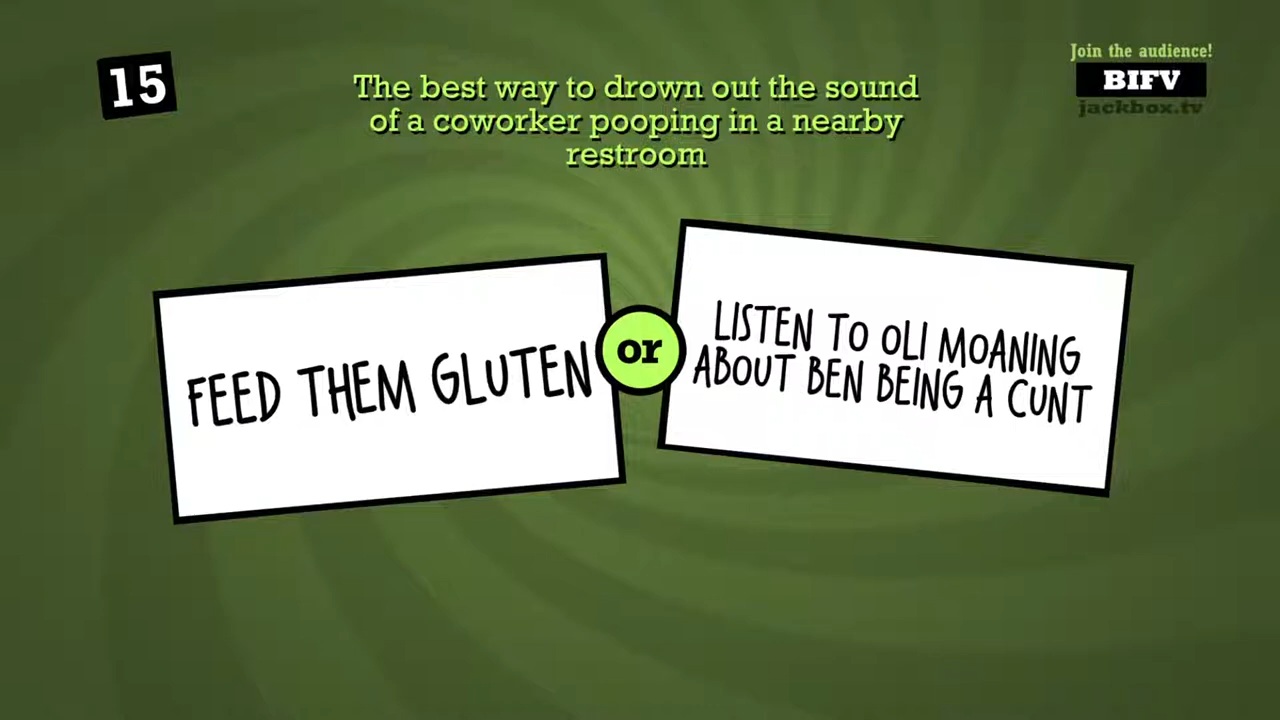 15
The best way to drown out the sound
of a coworker pooping in a nearby
restroom
Join the audience!
BIFV
jackbox.tv
FEED THEM GLUTEN
or
LISTEN TO OLI MOANING
ABOUT BEN BEING A CUNT